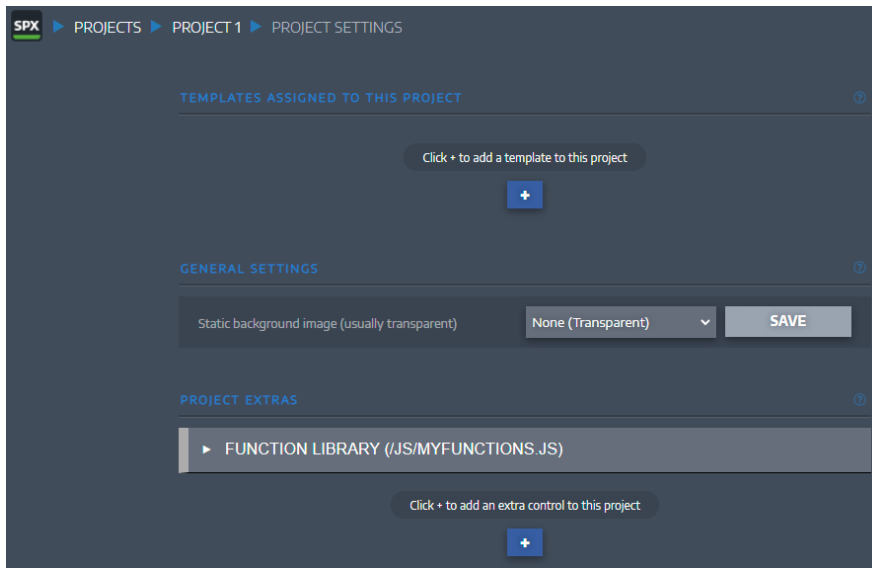 SPX PROJECTS PROJECT 1 PROJECT SETTINGS
TEMPLATES ASSIGNED TO THIS PROJECT ?
Click + to add a template to this project
+
GENERAL SETTINGS ?
Static background image (usually transparent) None (Transparent) SAVE
PROJECT EXTRAS ?
FUNCTION LIBRARY (/JS/MYFUNCTIONS.JS)
Click + to add an extra control to this project
+